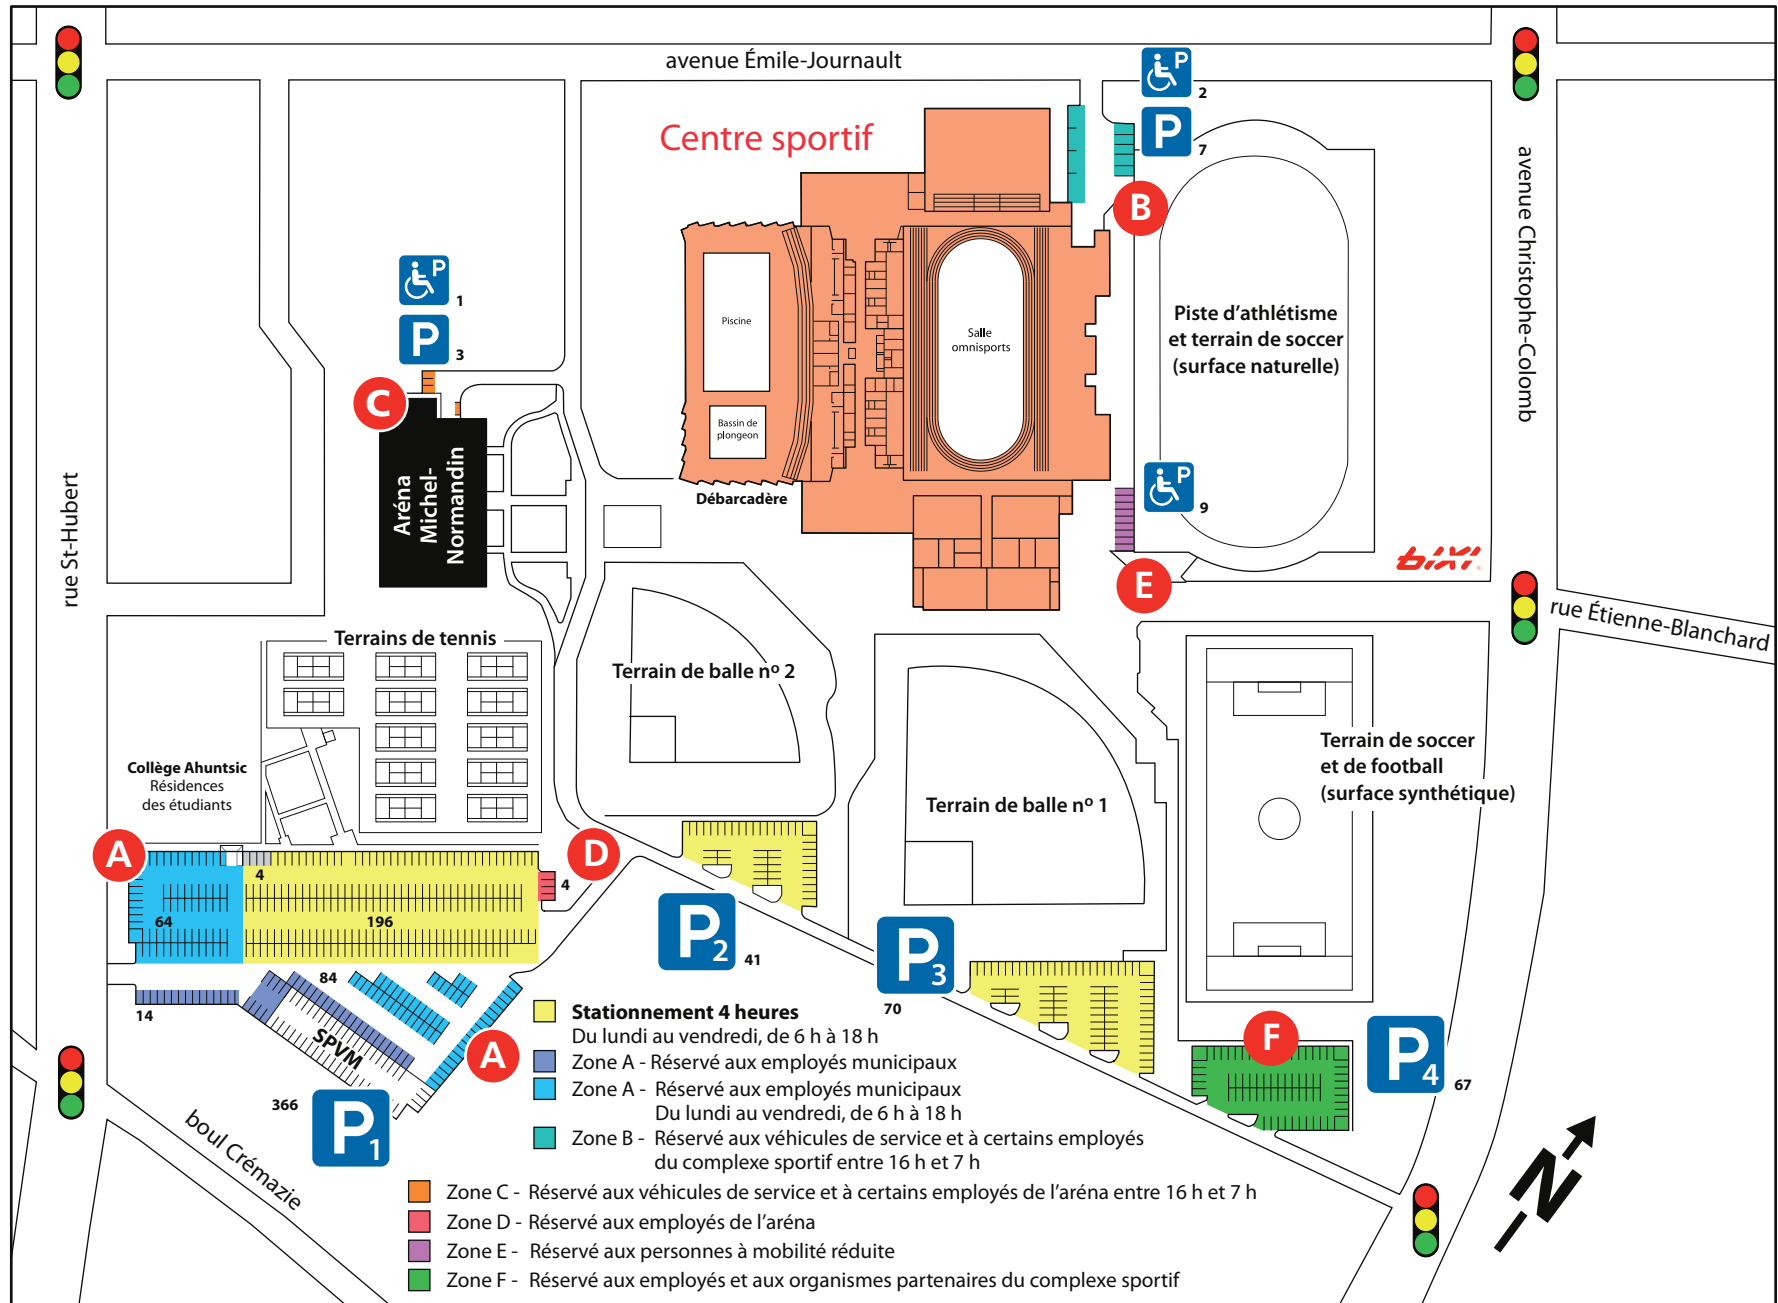 avenue Émile-Journault
P
2
P
7
Centre sportif
B
avenue Christophe-Colomb
P
1
P
3
C
Piscine
Bassin de
plongeon
Salle
omnisports
Piste d'athlétisme
et terrain de soccer
(surface naturelle)
Débarcadère
P
9
Aréna
Michel-
Normandin
rue St-Hubert
bixi
E
rue Étienne-Blanchard
Terrains de tennis
Terrain de balle nº 2
Terrain de balle nº 1
Terrain de soccer
et de football
(surface synthétique)
Collège Ahuntsic
Résidences
des étudiants
A
D
4
4
64
196
P2
41
P3
70
84
14
SPVM
A
366
P1
F
P4
67
boul Crémazie
N
Stationnement 4 heures
Du lundi au vendredi, de 6 h à 18 h
Zone A - Réservé aux employés municipaux
Zone A - Réservé aux employés municipaux
Du lundi au vendredi, de 6 h à 18 h
Zone B - Réservé aux véhicules de service et à certains employés
du complexe sportif entre 16 h et 7 h
Zone C - Réservé aux véhicules de service et à certains employés de l'aréna entre 16 h et 7 h
Zone D - Réservé aux employés de l'aréna
Zone E - Réservé aux personnes à mobilité réduite
Zone F - Réservé aux employés et aux organismes partenaires du complexe sportif